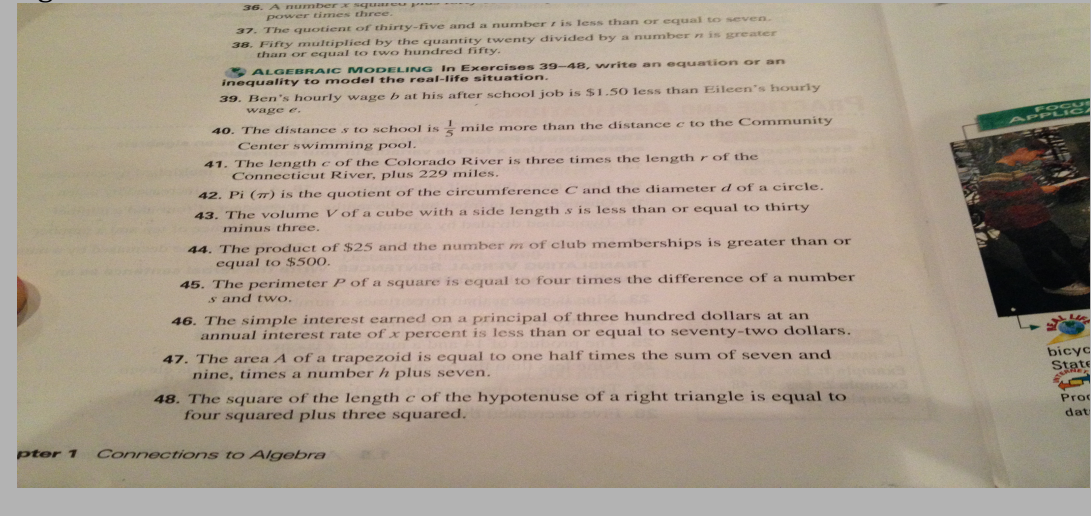 36. A number x squared
power times three.
37. The quotient of thirty-five and a number t is less than or equal to seven.
38. Fifty multiplied by the quantity twenty divided by a number n is greater
than or equal to two hundred fifty.
ALGEBRAIC MODELING In Exercises 39–48, write an equation or an
inequality to model the real-life situation.
39. Ben's hourly wage b at his after school job is $1.50 less than Eileen's hourly
wage e.
40. The distance s to school is 1/5 mile more than the distance c to the Community
Center swimming pool.
41. The length c of the Colorado River is three times the length r of the
Connecticut River, plus 229 miles.
42. Pi (π) is the quotient of the circumference C and the diameter d of a circle.
43. The volume V of a cube with a side length s is less than or equal to thirty
minus three.
44. The product of $25 and the number m of club memberships is greater than or
equal to $500.
45. The perimeter P of a square is equal to four times the difference of a number
s and two.
46. The simple interest earned on a principal of three hundred dollars at an
annual interest rate of x percent is less than or equal to seventy-two dollars.
47. The area A of a trapezoid is equal to one half times the sum of seven and
nine, times a number h plus seven.
48. The square of the length c of the hypotenuse of a right triangle is equal to
four squared plus three squared.
pter 1 Connections to Algebra
FOCUS
APPLICA
REAL LIFE
bicyc
State
INTERNET
Proc
dat